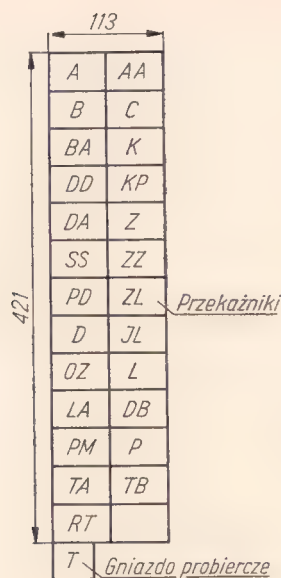 113
421
A AA
B C
BA K
DD KP
DA Z
SS ZZ
PD ZL Przekaźniki
D JL
OZ L
LA DB
PM P
TA TB
RT
T Gniazdo probiercze